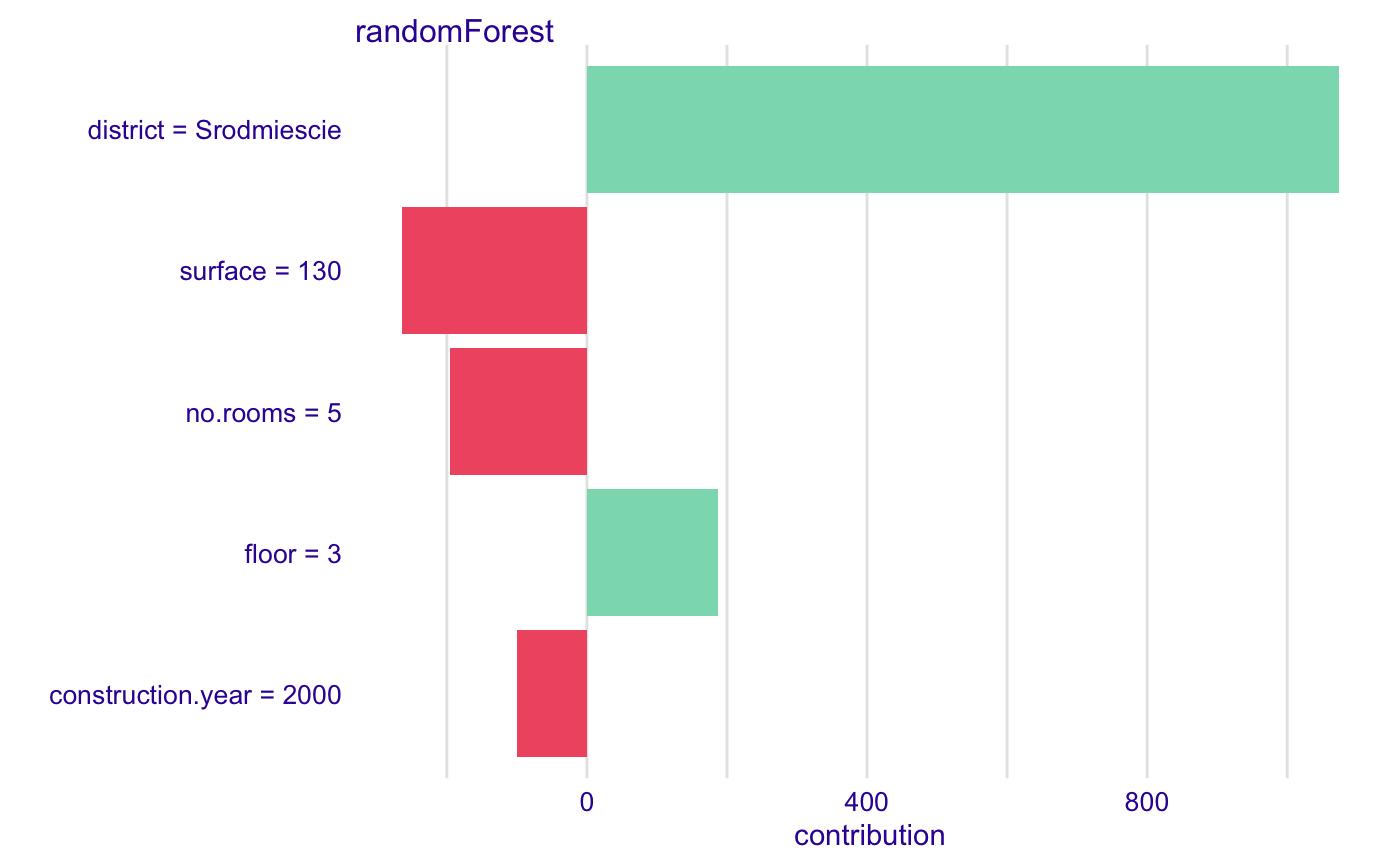 randomForest
district = Srodmiescie
surface = 130
no.rooms = 5
floor = 3
construction.year = 2000
0 400 800
contribution